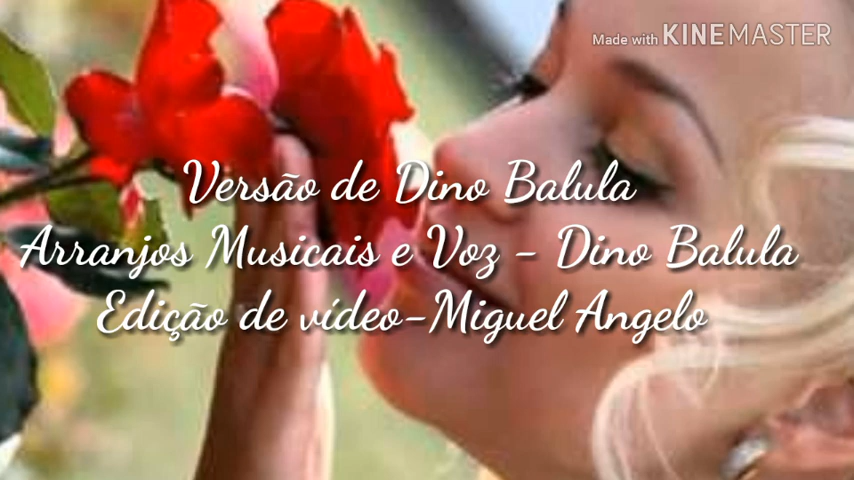 Made with KINEMASTER
Versão de Dino Balula
Arranjos Musicais e Voz - Dino Balula
Edição de vídeo-Miguel Angelo